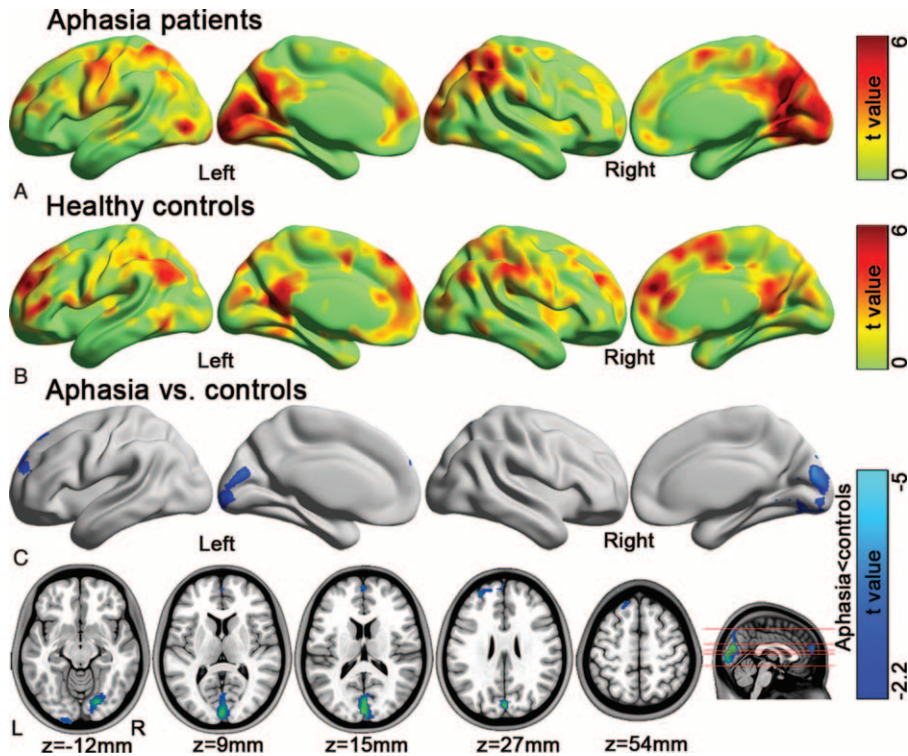 Aphasia patients
6
t value
0
Left
Right
A
Healthy controls
6
t value
0
Left
Right
B
Aphasia vs. controls
-5
Aphasia<controls
t value
-2.2
Left
Right
C
L
R
z=-12mm
z=9mm
z=15mm
z=27mm
z=54mm